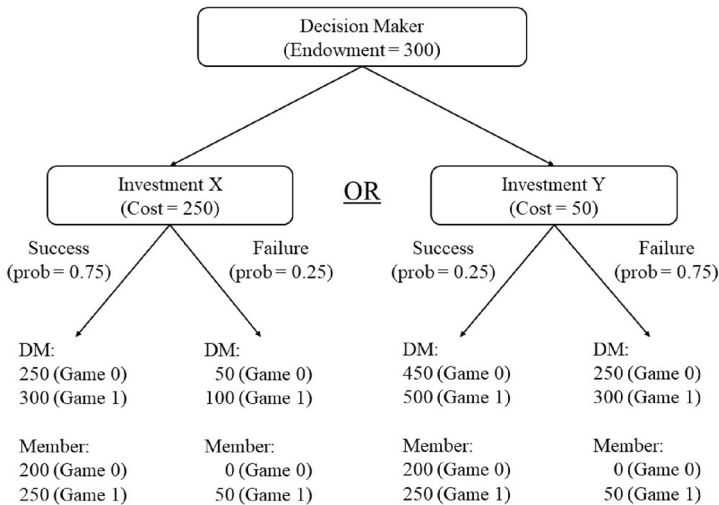 Decision Maker
(Endowment = 300)
Investment X
(Cost = 250)
OR
Investment Y
(Cost = 50)
Success
(prob = 0.75)
Failure
(prob = 0.25)
Success
(prob = 0.25)
Failure
(prob = 0.75)
DM:
250 (Game 0)
300 (Game 1)
Member:
200 (Game 0)
250 (Game 1)
DM:
50 (Game 0)
100 (Game 1)
Member:
0 (Game 0)
50 (Game 1)
DM:
450 (Game 0)
500 (Game 1)
Member:
200 (Game 0)
250 (Game 1)
DM:
250 (Game 0)
300 (Game 1)
Member:
0 (Game 0)
50 (Game 1)